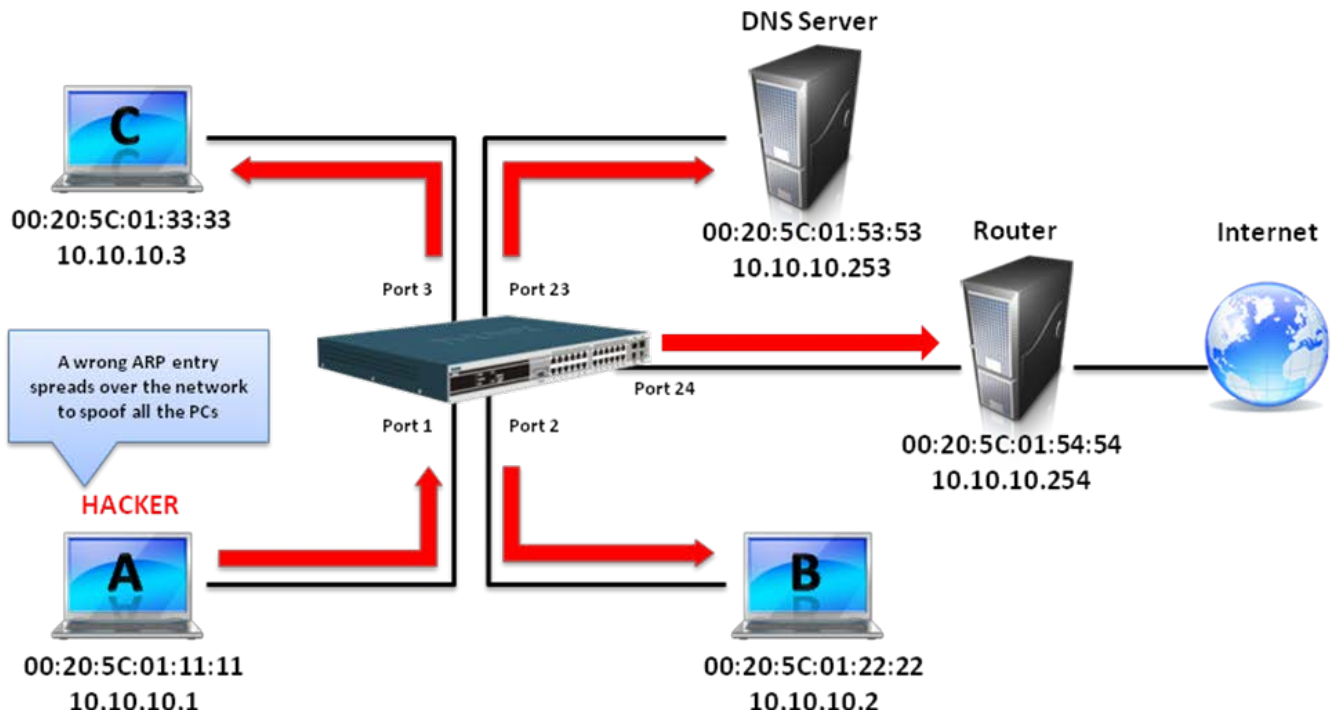 DNS Server
C
00:20:5C:01:33:33
10.10.10.3
00:20:5C:01:53:53
10.10.10.253
Router
Internet
Port 3
Port 23
A wrong ARP entry
spreads over the network
to spoof all the PCs
Port 24
Port 1
Port 2
00:20:5C:01:54:54
10.10.10.254
HACKER
A
B
00:20:5C:01:11:11
10.10.10.1
00:20:5C:01:22:22
10.10.10.2